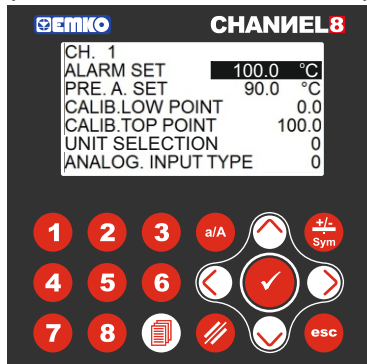 EMKO CHANИEL8
CH. 1
ALARM SET 100.0 °C
PRE. A. SET 90.0 °C
CALIB.LOW POINT 0.0
CALIB.TOP POINT 100.0
UNIT SELECTION 0
ANALOG. INPUT TYPE 0
1 2 3 a/A +/- Sym
4 5 6
7 8 esc